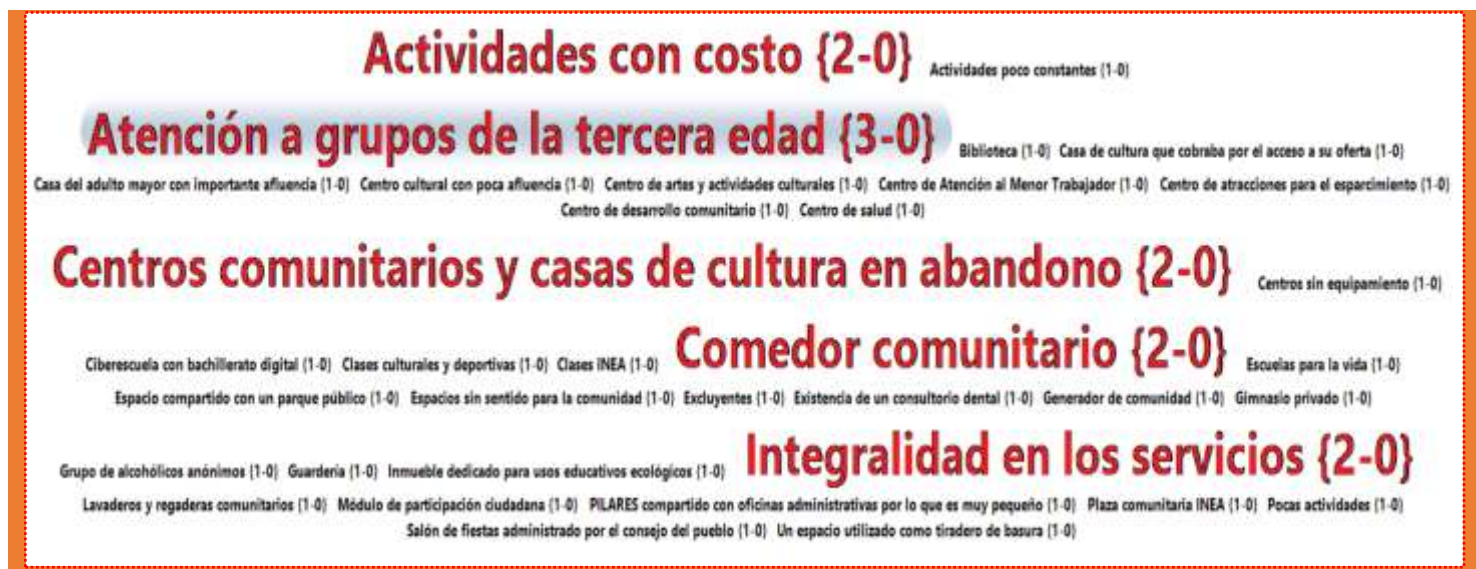 Actividades con costo {2-0} Actividades poco constantes {1-0}
Atención a grupos de la tercera edad {3-0} Biblioteca {1-0} Casa de cultura que cobraba por el acceso a su oferta {1-0}
Casa del adulto mayor con importante afluencia {1-0} Centro cultural con poca afluencia {1-0} Centro de artes y actividades culturales {1-0} Centro de Atención al Menor Trabajador {1-0} Centro de atracciones para el esparcimiento {1-0}
Centro de desarrollo comunitario {1-0} Centro de salud {1-0}
Centros comunitarios y casas de cultura en abandono {2-0} Centros sin equipamiento {1-0}
Ciberescuela con bachillerato digital {1-0} Clases culturales y deportivas {1-0} Clases INEA {1-0} Comedor comunitario {2-0} Escuelas para la vida {1-0}
Espacio compartido con un parque público {1-0} Espacios sin sentido para la comunidad {1-0} Excluyentes {1-0} Existencia de un consultorio dental {1-0} Generador de comunidad {1-0} Gimnasio privado {1-0}
Grupo de alcohólicos anónimos {1-0} Guardería {1-0} Inmueble dedicado para usos educativos ecológicos {1-0} Integralidad en los servicios {2-0}
Lavaderos y regaderas comunitarios {1-0} Módulo de participación ciudadana {1-0} PILARES compartido con oficinas administrativas por lo que es muy pequeño {1-0} Plaza comunitaria INEA {1-0} Pocas actividades {1-0}
Salón de fiestas administrado por el consejo del pueblo {1-0} Un espacio utilizado como tiradero de basura {1-0}